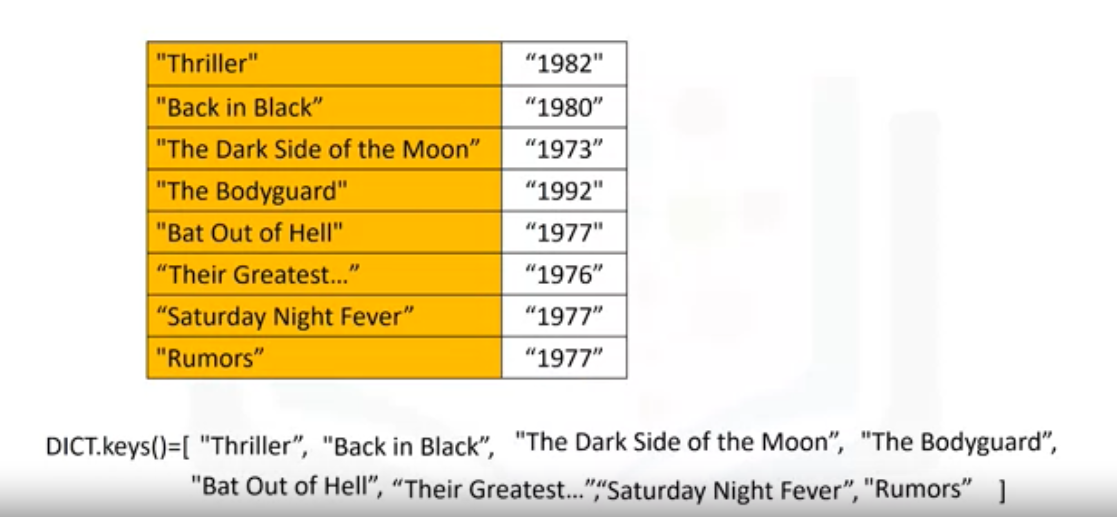 "Thriller" “1982"
"Back in Black” “1980”
"The Dark Side of the Moon” “1973”
"The Bodyguard" “1992"
"Bat Out of Hell" “1977"
“Their Greatest...” “1976”
“Saturday Night Fever” “1977”
"Rumors” “1977”
DICT.keys()=[ "Thriller”, "Back in Black”, "The Dark Side of the Moon”, "The Bodyguard”,
"Bat Out of Hell”, “Their Greatest...”,“Saturday Night Fever”, "Rumors” ]